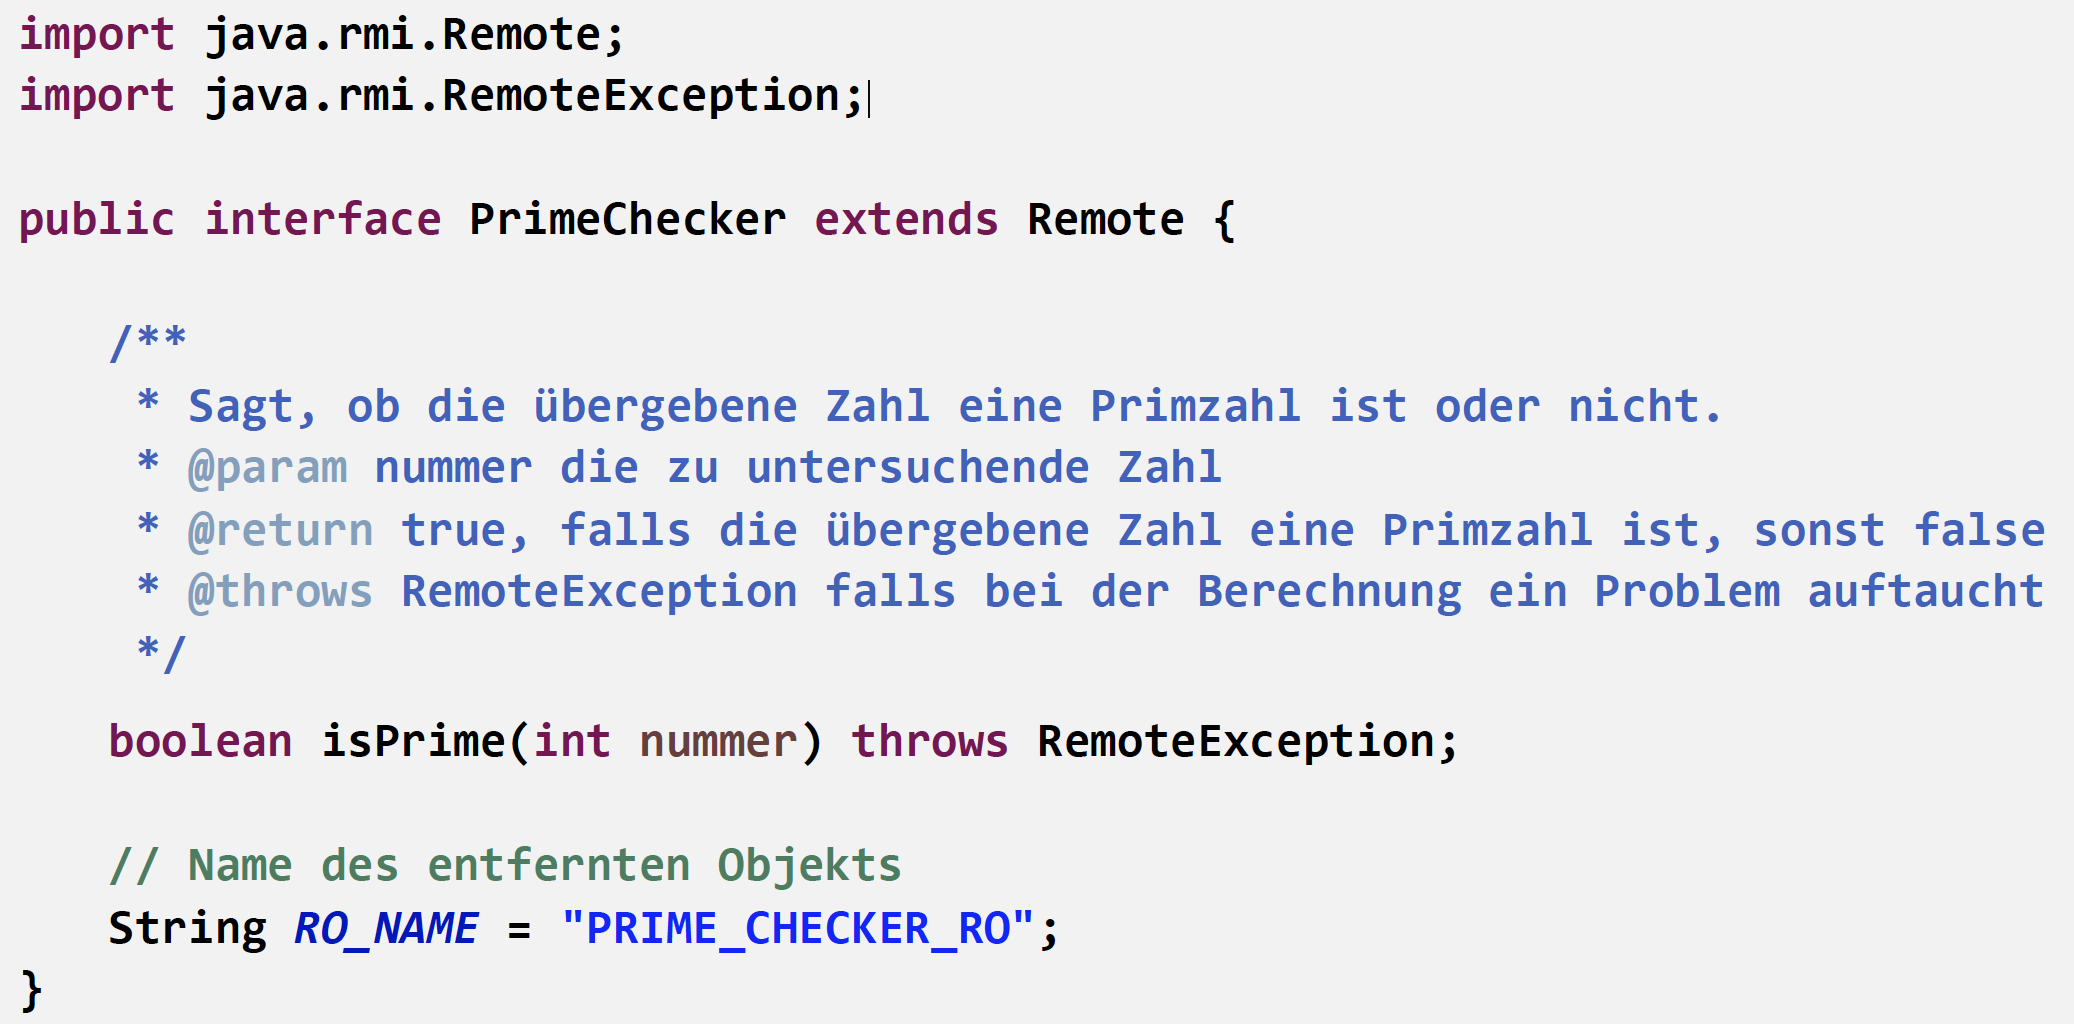 import java.rmi.Remote;
import java.rmi.RemoteException;
public interface PrimeChecker extends Remote {
/**
* Sagt, ob die übergebene Zahl eine Primzahl ist oder nicht.
* @param nummer die zu untersuchende Zahl
* @return true, falls die übergebene Zahl eine Primzahl ist, sonst false
* @throws RemoteException falls bei der Berechnung ein Problem auftaucht
*/
boolean isPrime(int nummer) throws RemoteException;
// Name des entfernten Objekts
String RO_NAME = "PRIME_CHECKER_RO";
}